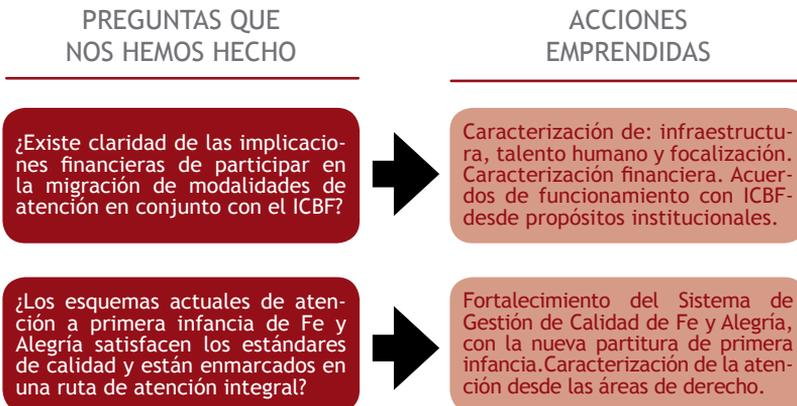 PREGUNTAS QUE
NOS HEMOS HECHO
ACCIONES
EMPRENDIDAS
¿Existe claridad de las implicacio-
nes financieras de participar en
la migración de modalidades de
atención en conjunto con el ICBF?
Caracterización de: infraestructu-
ra, talento humano y focalización.
Caracterización financiera. Acuer-
dos de funcionamiento con ICBF-
desde propósitos institucionales.
¿Los esquemas actuales de aten-
ción a primera infancia de Fe y
Alegría satisfacen los estándares
de calidad y están enmarcados en
una ruta de atención integral?
Fortalecimiento del Sistema de
Gestión de Calidad de Fe y Alegría,
con la nueva partitura de primera
infancia.Caracterización de la aten-
ción desde las áreas de derecho.